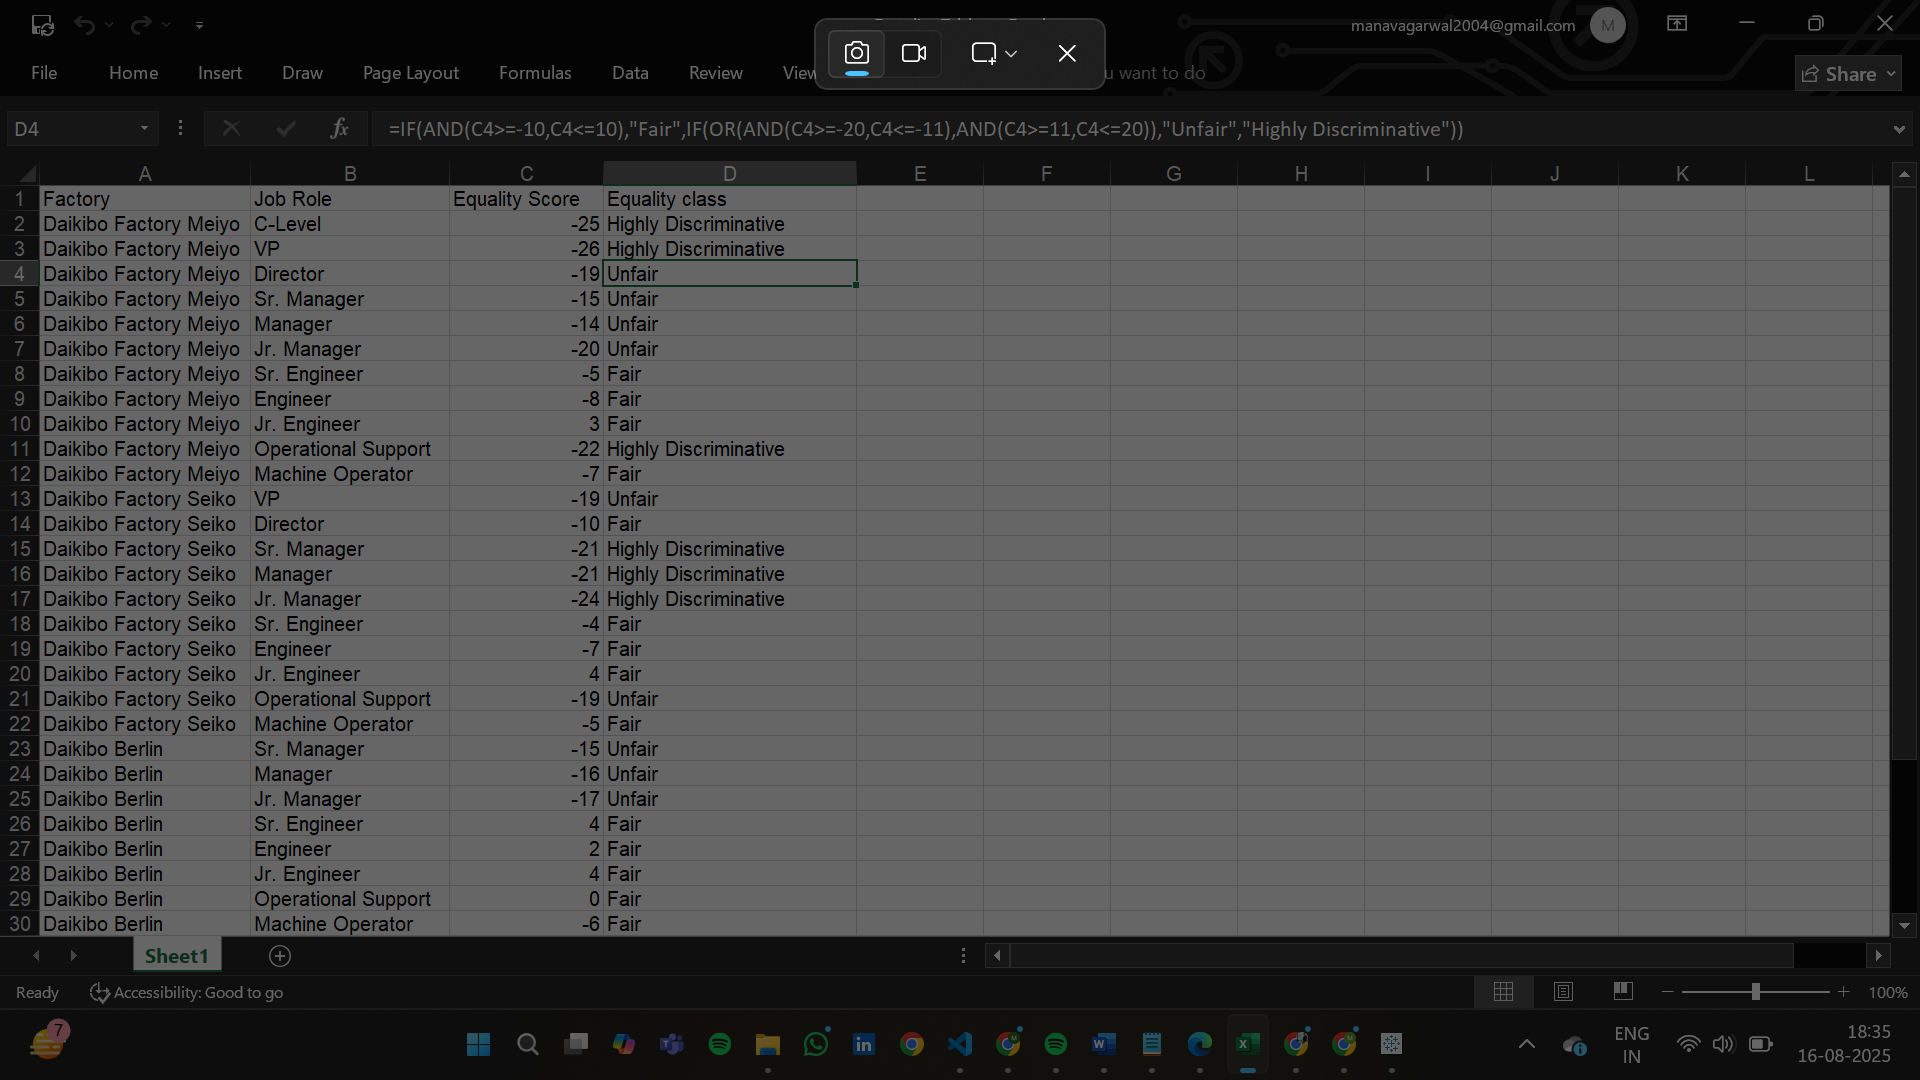 manavagarwal2004@gmail.com M
File Home Insert Draw Page Layout Formulas Data Review View u want to do Share
D4 fx =IF(AND(C4>=-10,C4<=10),"Fair",IF(OR(AND(C4>=-20,C4<=-11),AND(C4>=11,C4<=20)),"Unfair","Highly Discriminative"))
A B C D E F G H I J K L
1 Factory Job Role Equality Score Equality class
2 Daikibo Factory Meiyo C-Level -25 Highly Discriminative
3 Daikibo Factory Meiyo VP -26 Highly Discriminative
4 Daikibo Factory Meiyo Director -19 Unfair
5 Daikibo Factory Meiyo Sr. Manager -15 Unfair
6 Daikibo Factory Meiyo Manager -14 Unfair
7 Daikibo Factory Meiyo Jr. Manager -20 Unfair
8 Daikibo Factory Meiyo Sr. Engineer -5 Fair
9 Daikibo Factory Meiyo Engineer -8 Fair
10 Daikibo Factory Meiyo Jr. Engineer 3 Fair
11 Daikibo Factory Meiyo Operational Support -22 Highly Discriminative
12 Daikibo Factory Meiyo Machine Operator -7 Fair
13 Daikibo Factory Seiko VP -19 Unfair
14 Daikibo Factory Seiko Director -10 Fair
15 Daikibo Factory Seiko Sr. Manager -21 Highly Discriminative
16 Daikibo Factory Seiko Manager -21 Highly Discriminative
17 Daikibo Factory Seiko Jr. Manager -24 Highly Discriminative
18 Daikibo Factory Seiko Sr. Engineer -4 Fair
19 Daikibo Factory Seiko Engineer -7 Fair
20 Daikibo Factory Seiko Jr. Engineer 4 Fair
21 Daikibo Factory Seiko Operational Support -19 Unfair
22 Daikibo Factory Seiko Machine Operator -5 Fair
23 Daikibo Berlin Sr. Manager -15 Unfair
24 Daikibo Berlin Manager -16 Unfair
25 Daikibo Berlin Jr. Manager -17 Unfair
26 Daikibo Berlin Sr. Engineer 4 Fair
27 Daikibo Berlin Engineer 2 Fair
28 Daikibo Berlin Jr. Engineer 4 Fair
29 Daikibo Berlin Operational Support 0 Fair
30 Daikibo Berlin Machine Operator -6 Fair
Sheet1
Ready Accessibility: Good to go 100%
7 ENG 18:35
IN 16-08-2025